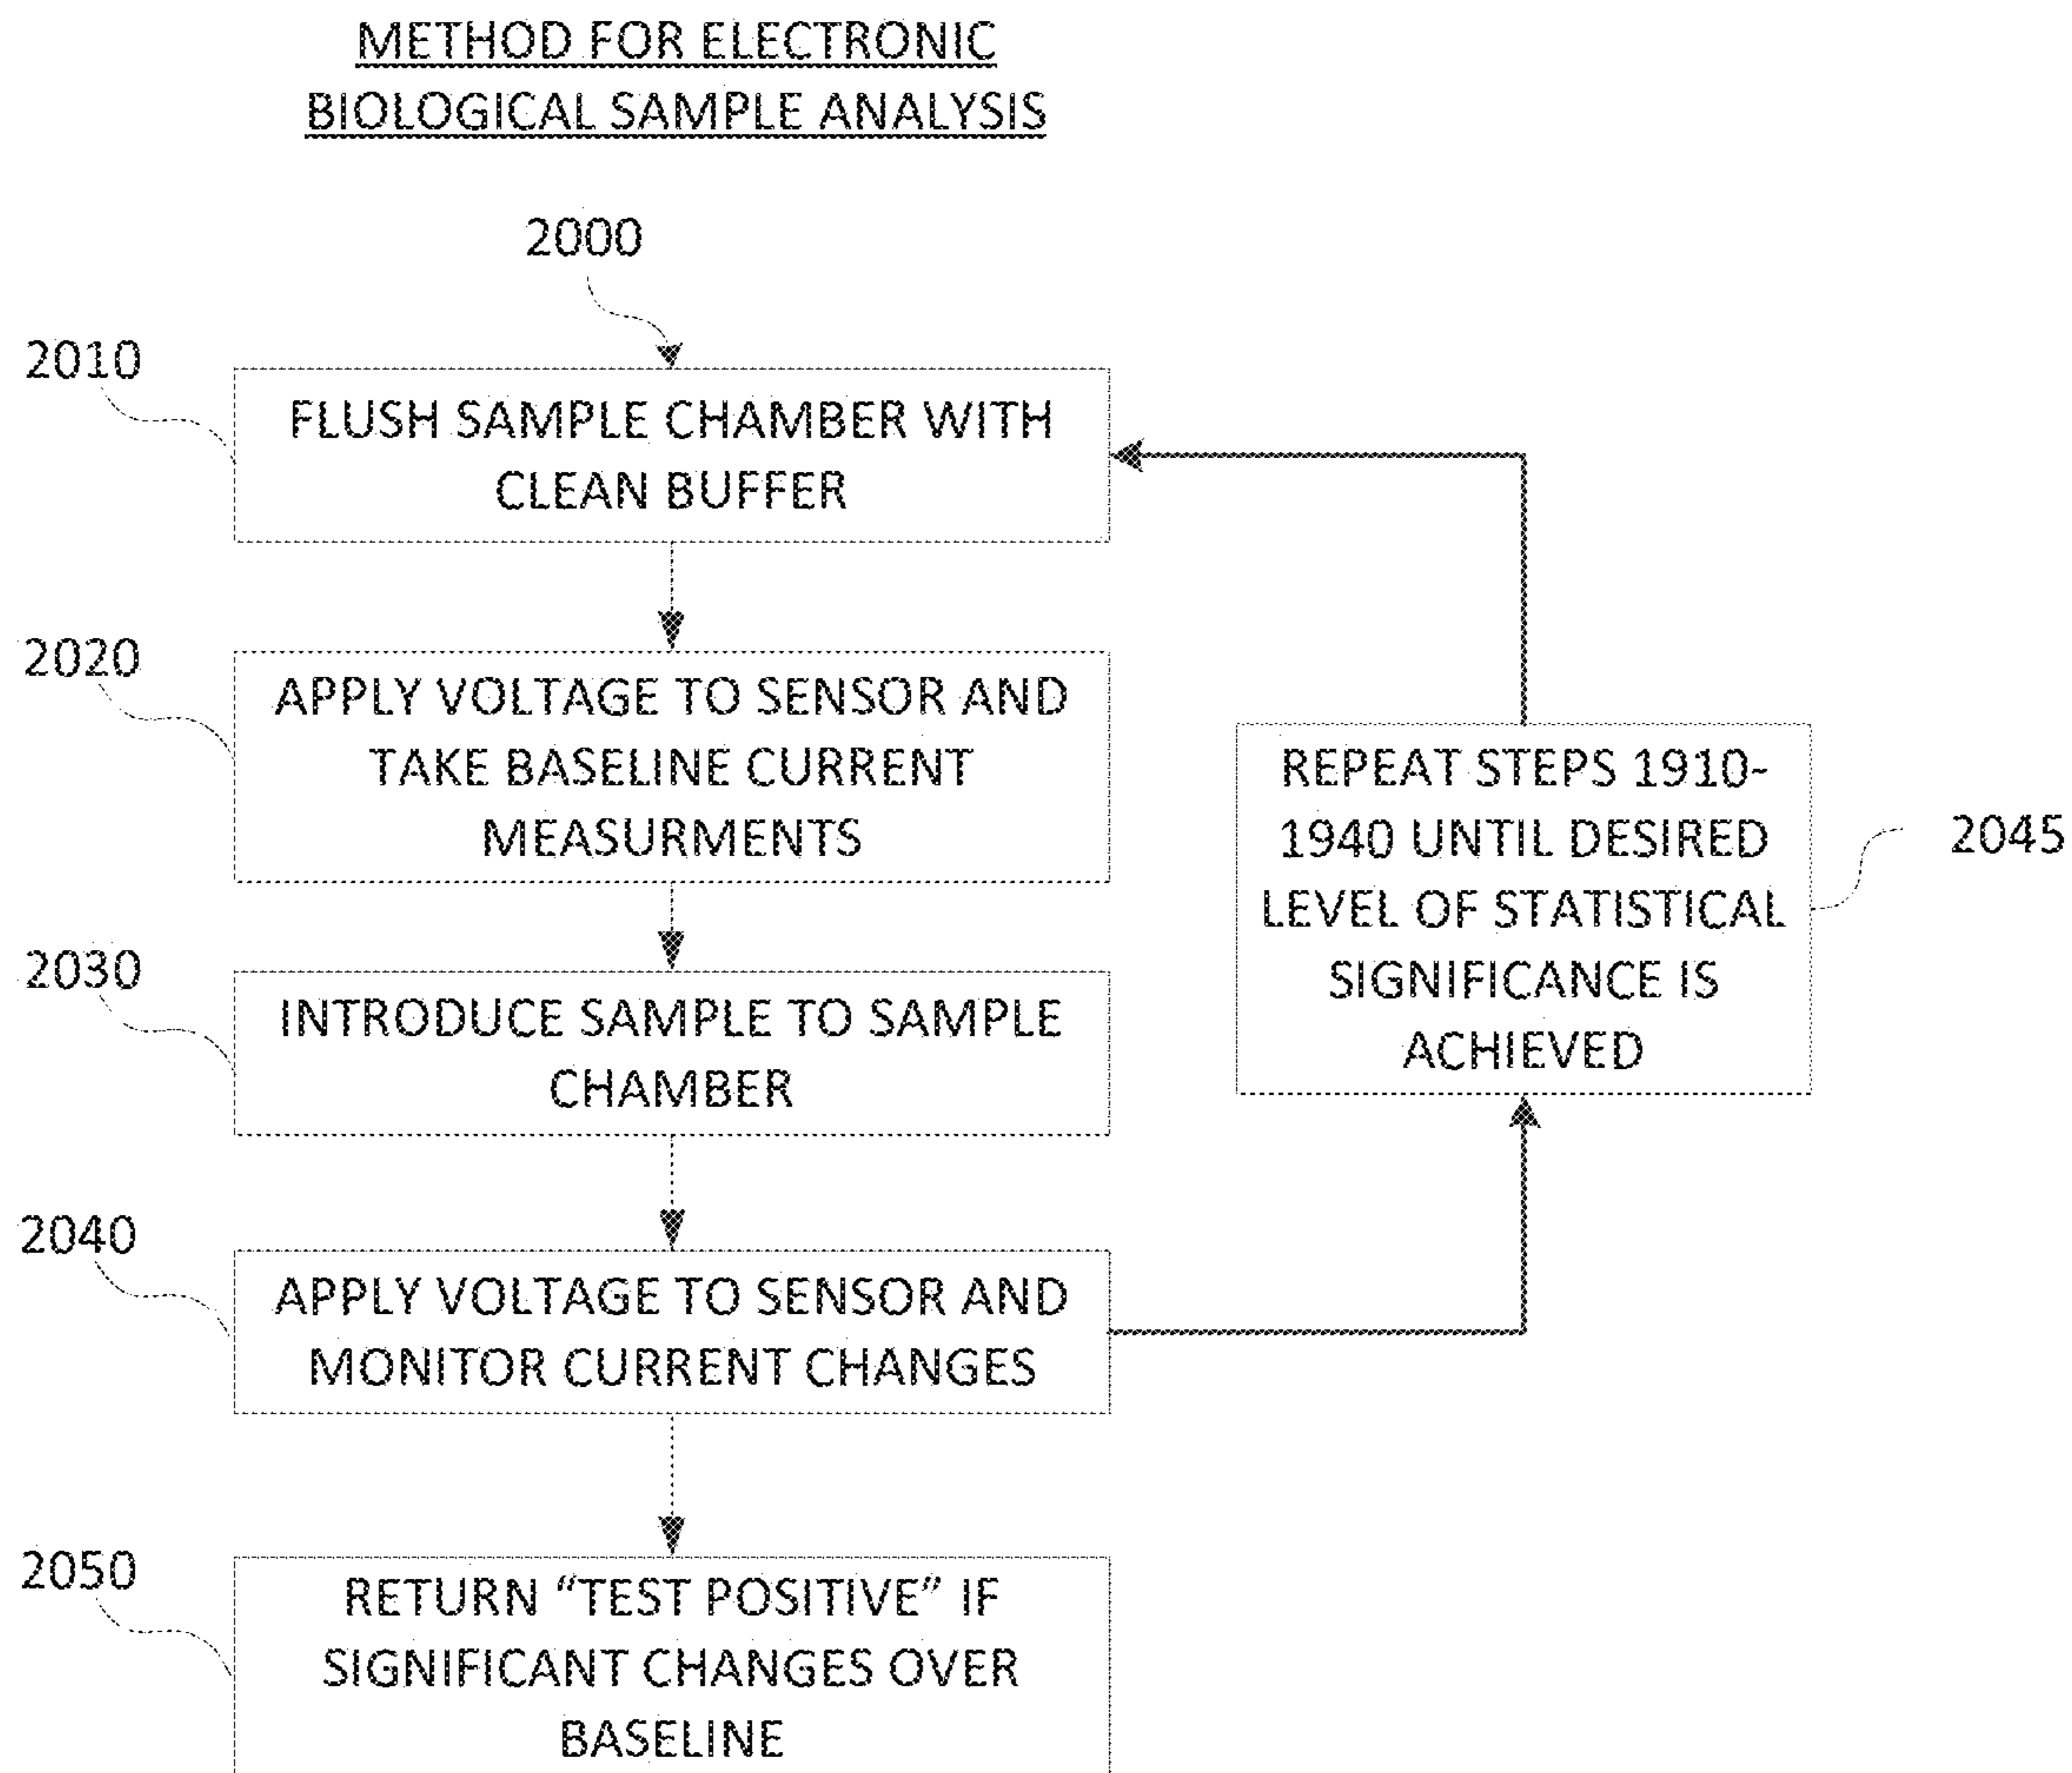 METHOD FOR ELECTRONIC
BIOLOGICAL SAMPLE ANALYSIS
2000
2010
FLUSH SAMPLE CHAMBER WITH
CLEAN BUFFER
2020
APPLY VOLTAGE TO SENSOR AND
TAKE BASELINE CURRENT
MEASURMENTS
REPEAT STEPS 1910-
1940 UNTIL DESIRED
LEVEL OF STATISTICAL
SIGNIFICANCE IS
ACHIEVED
2045
2030
INTRODUCE SAMPLE TO SAMPLE
CHAMBER
2040
APPLY VOLTAGE TO SENSOR AND
MONITOR CURRENT CHANGES
2050
RETURN “TEST POSITIVE” IF
SIGNIFICANT CHANGES OVER
BASELINE